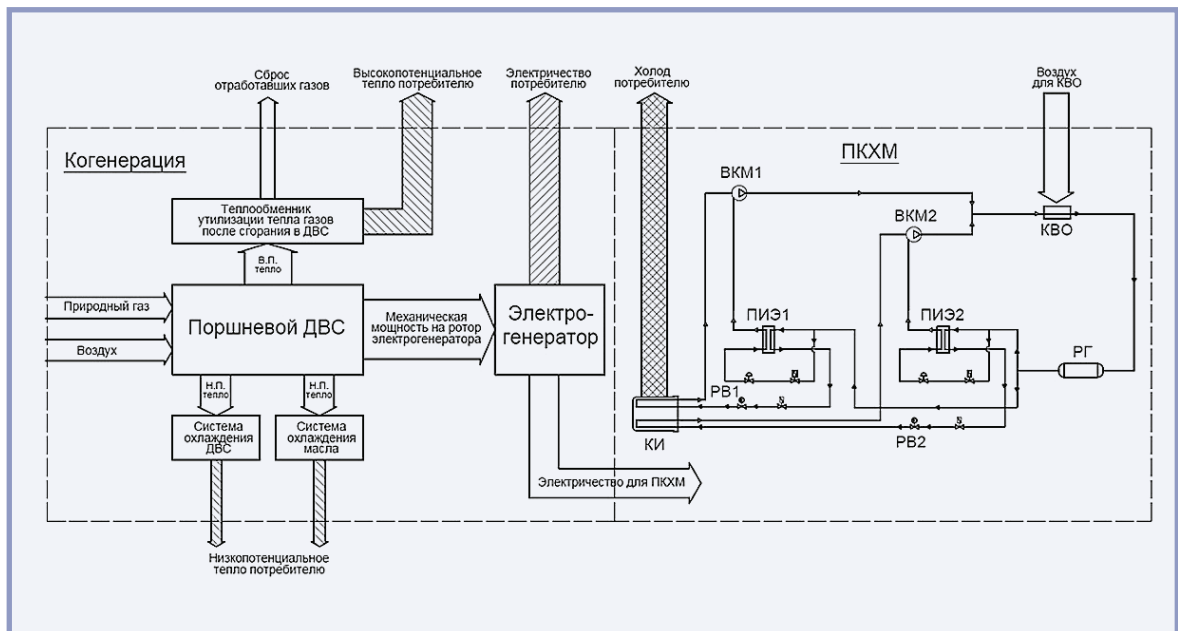 Сброс
отработавших газов
Высокопотенциальное
тепло потребителю
Электричество
потребителю
Холод
потребителю
Воздух
для КВО
Когенерация
ПКХМ
ВКМ1
Теплообменник
утилизации тепла газов
после сгорания в ДВС
ВКМ2
КВО
В.П.
тепло
Природный газ
Поршневой ДВС
Механическая
мощность на ротор
электрогенератора
Электро-
генератор
ПИЭ1
ПИЭ2
Воздух
РГ
Н.П.
тепло
Н.П.
тепло
РВ1
Система
охлаждения
ДВС
Система
охлаждения
масла
КИ
РВ2
Электричество для ПКХМ
Низкопотенциальное
тепло потребителю